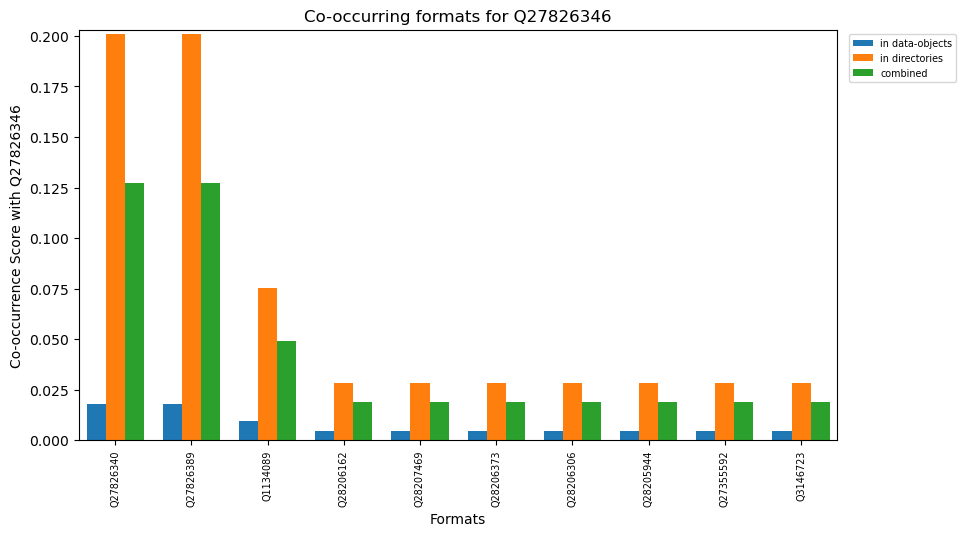 Co-occurring formats for Q27826346
in data-objects
in directories
combined
Co-occurrence Score with Q27826346
0.200
0.175
0.150
0.125
0.100
0.075
0.050
0.025
0.000
Q27826340
Q27826389
Q1134089
Q28206162
Q28207469
Q28206373
Q28206306
Q28205944
Q27355592
Q3146723
Formats